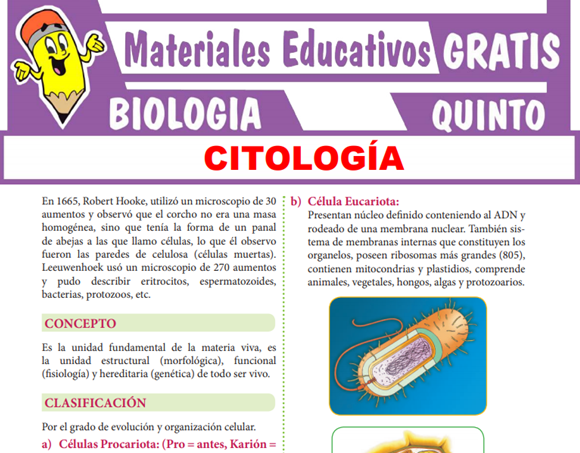 Materiales Educativos GRATIS
BIOLOGIA QUINTO
CITOLOGÍA
En 1665, Robert Hooke, utilizó un microscopio de 30
aumentos y observó que el corcho no era una masa
homogénea, sino que tenía la forma de un panal
de abejas a las que llamo células, lo que él observo
fueron las paredes de celulosa (células muertas).
Leeuwenhoek usó un microscopio de 270 aumentos
y pudo describir eritrocitos, espermatozoides,
bacterias, protozoos, etc.
CONCEPTO
Es la unidad fundamental de la materia viva, es
la unidad estructural (morfológica), funcional
(fisiología) y hereditaria (genética) de todo ser vivo.
CLASIFICACIÓN
Por el grado de evolución y organización celular.
a) Células Procariota: (Pro = antes, Karión =
b) Célula Eucariota:
Presentan núcleo definido conteniendo al ADN y
rodeado de una membrana nuclear. También sis-
tema de membranas internas que constituyen los
organelos, poseen ribosomas más grandes (805),
contienen mitocondrias y plastidios, comprende
animales, vegetales, hongos, algas y protozoarios.